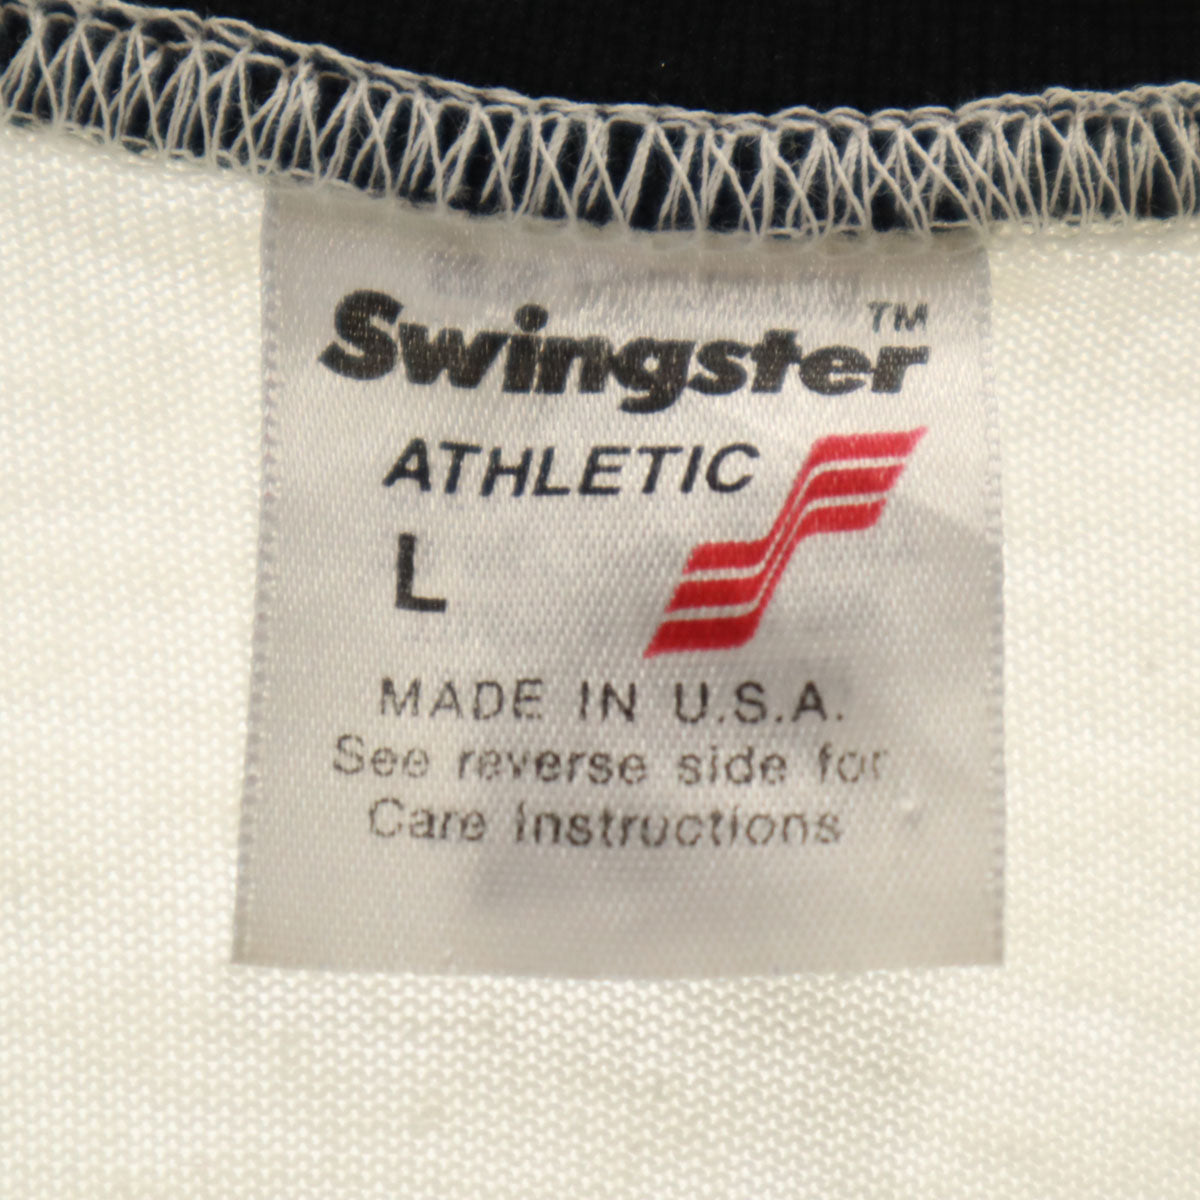 Swingster™
ATHLETIC
L
MADE IN U.S.A.
See reverse side for
Care Instructions